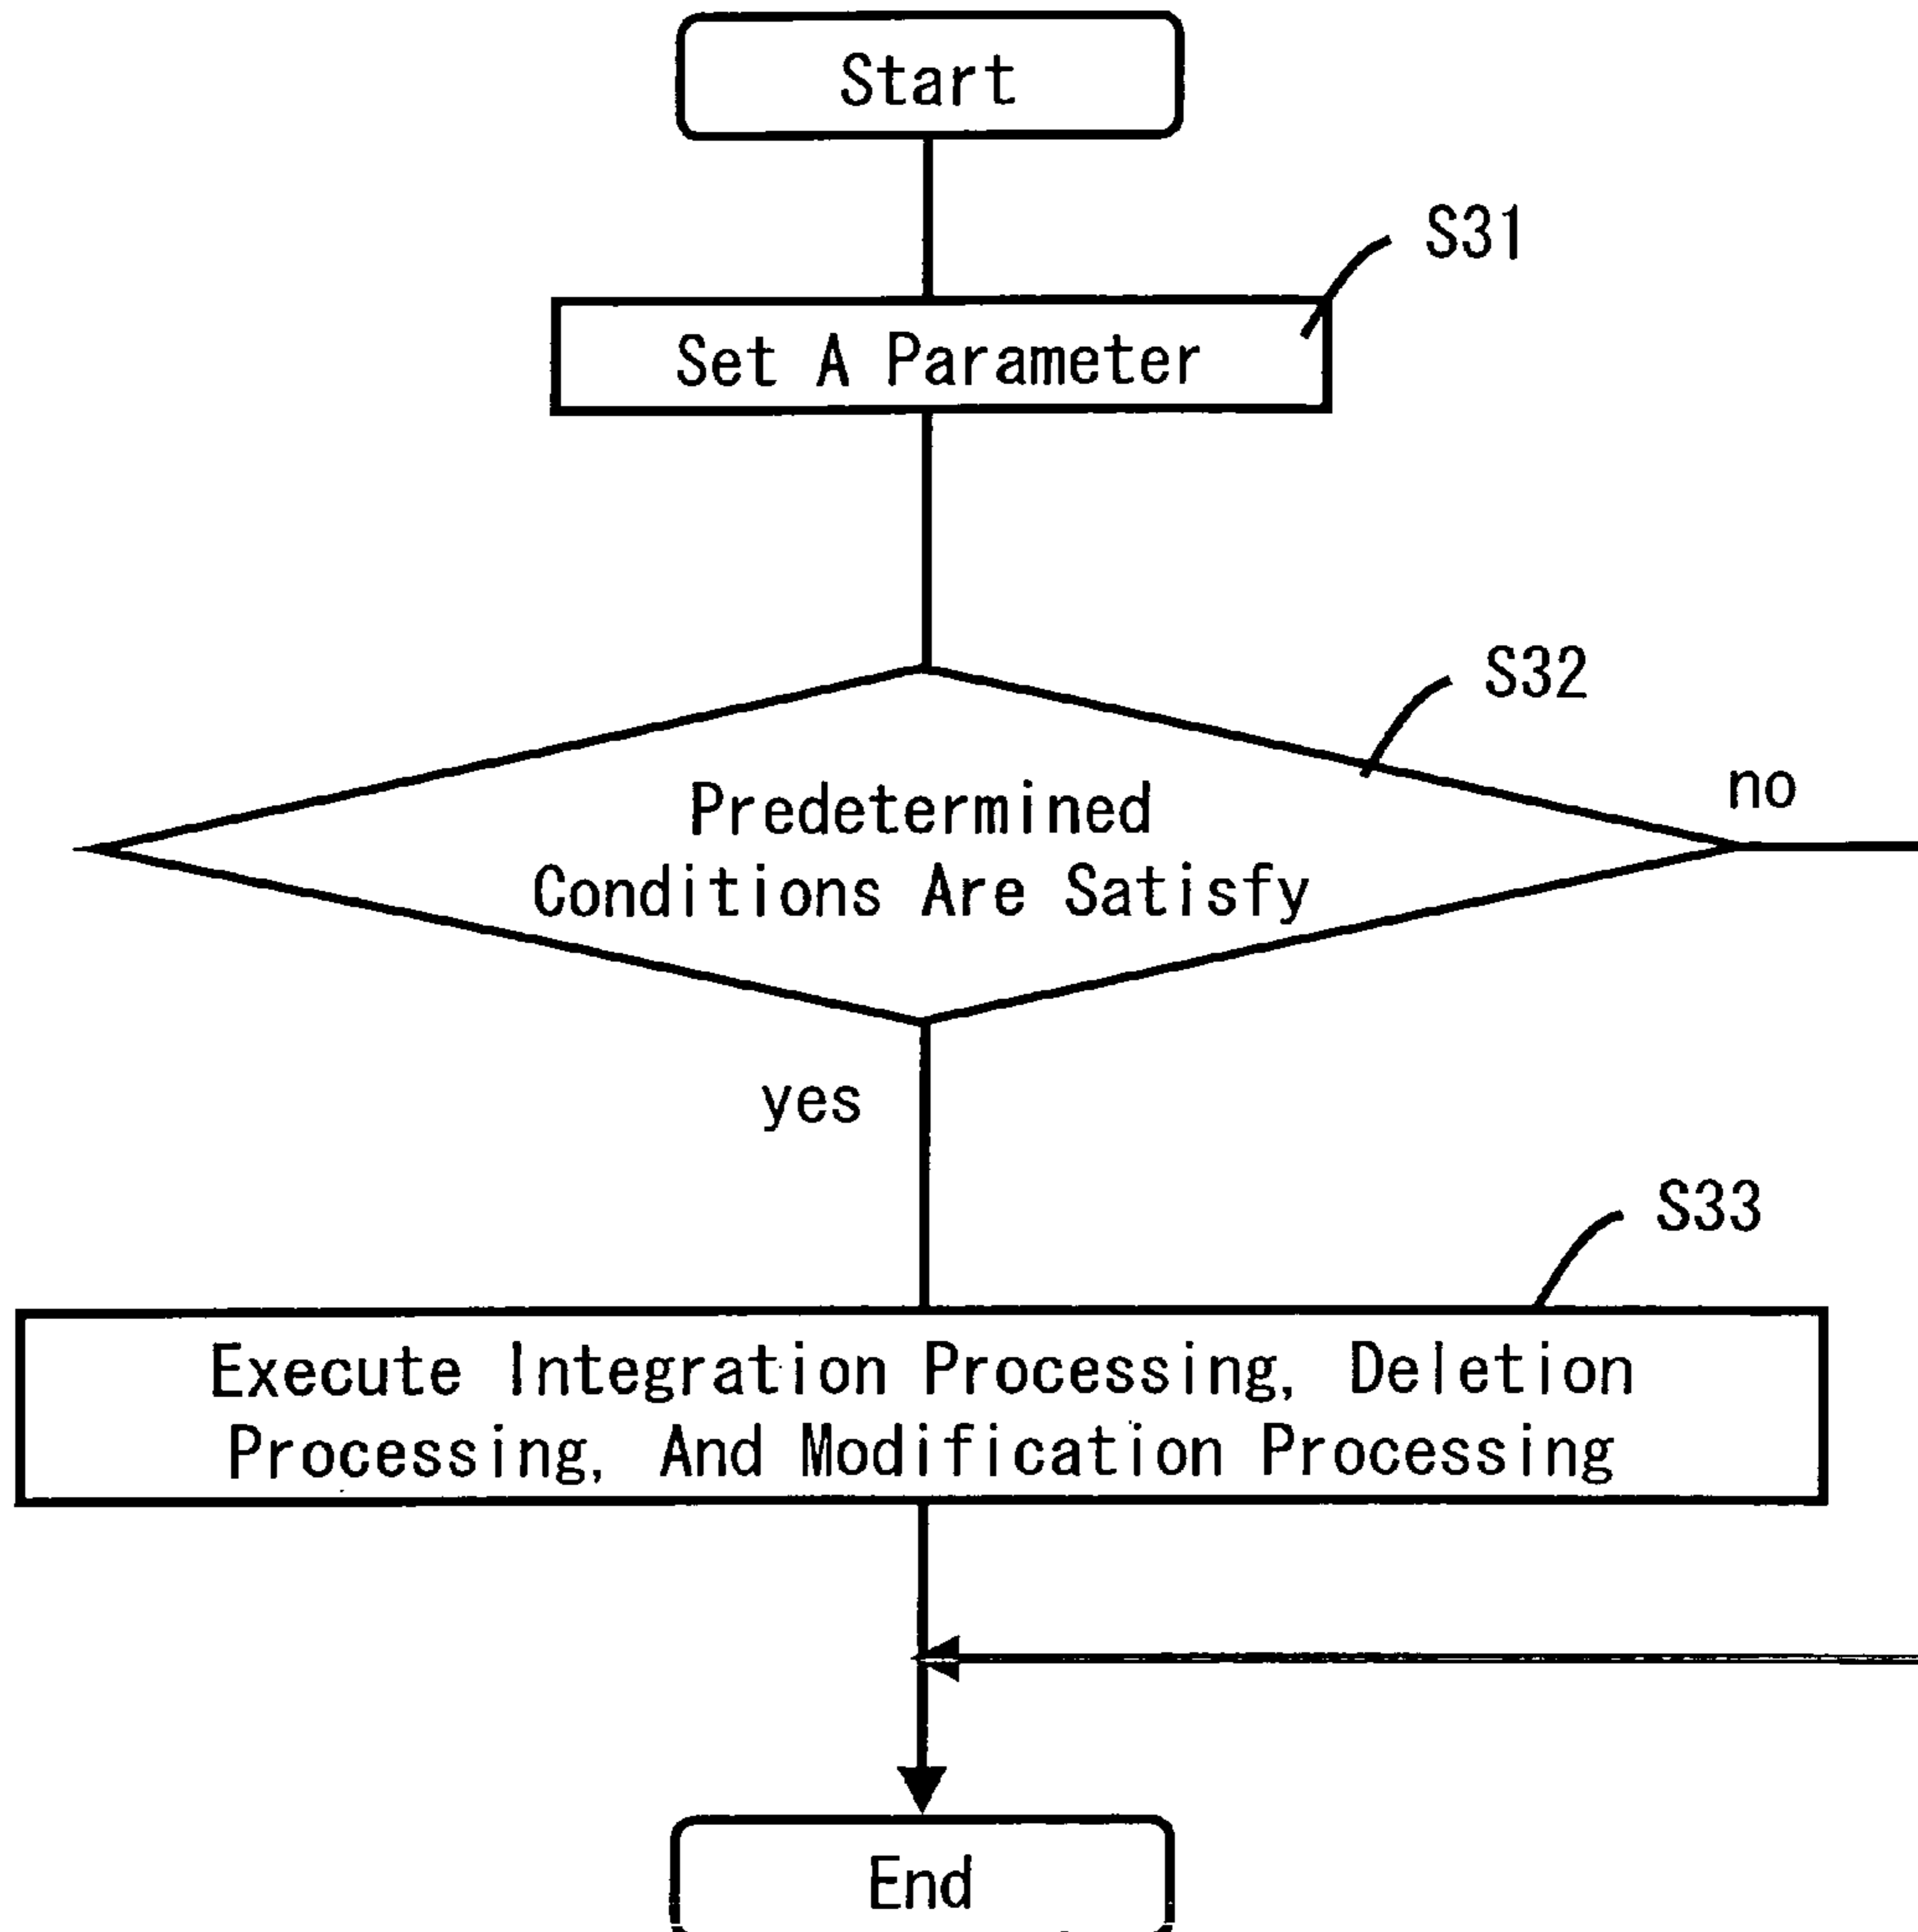 Start
S31
Set A Parameter
S32
Predetermined
Conditions Are Satisfy
no
yes
S33
Execute Integration Processing, Deletion
Processing, And Modification Processing
End